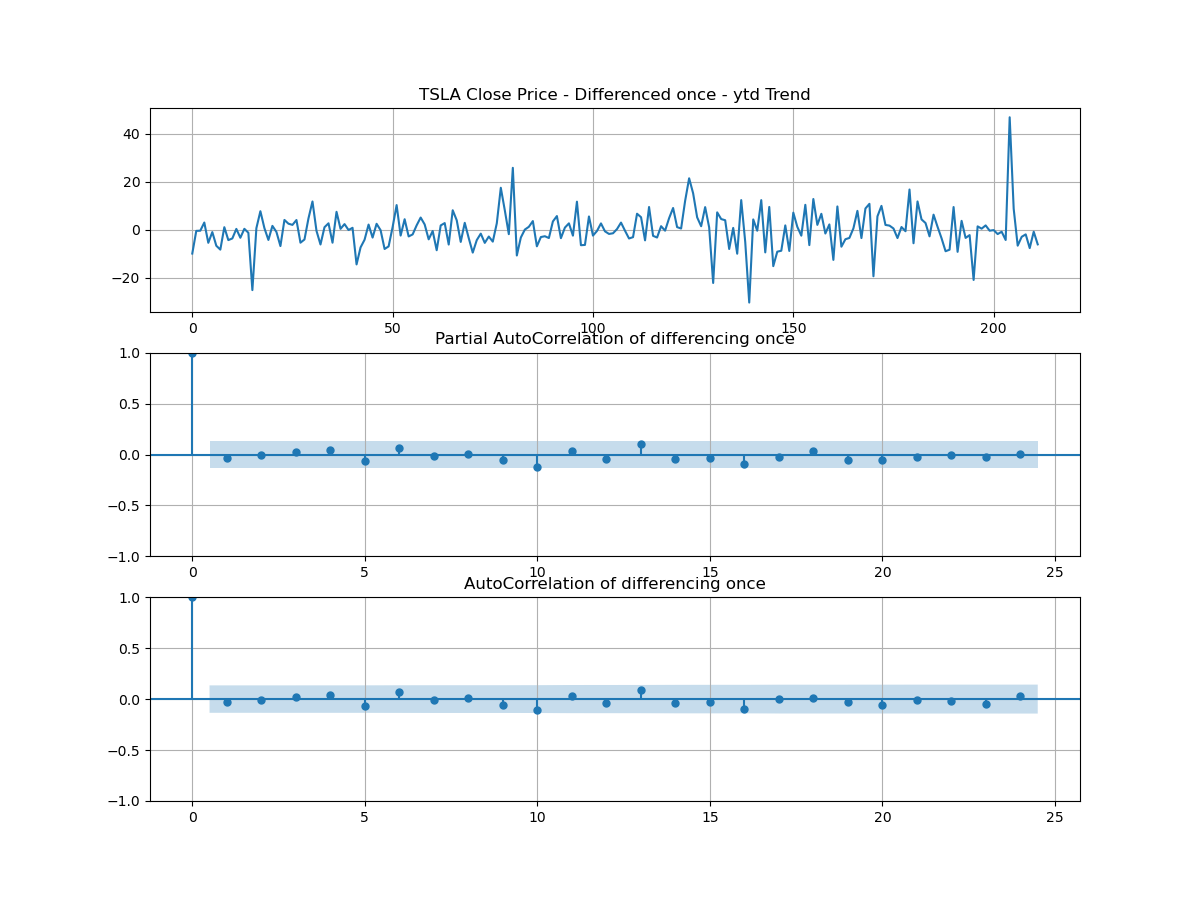 TSLA Close Price - Differenced once - ytd Trend
40
20
0
−20
0 50 100 150 200
Partial AutoCorrelation of differencing once
1.0
0.5
0.0
−0.5
−1.0
0 5 10 15 20 25
AutoCorrelation of differencing once
1.0
0.5
0.0
−0.5
−1.0
0 5 10 15 20 25